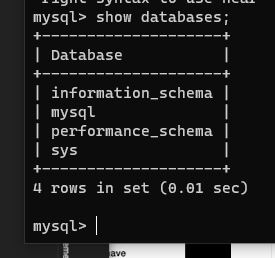 right syntax to use near
mysql> show databases;
+--------------------+
| Database           |
+--------------------+
| information_schema |
| mysql              |
| performance_schema |
| sys                |
+--------------------+
4 rows in set (0.01 sec)
mysql>